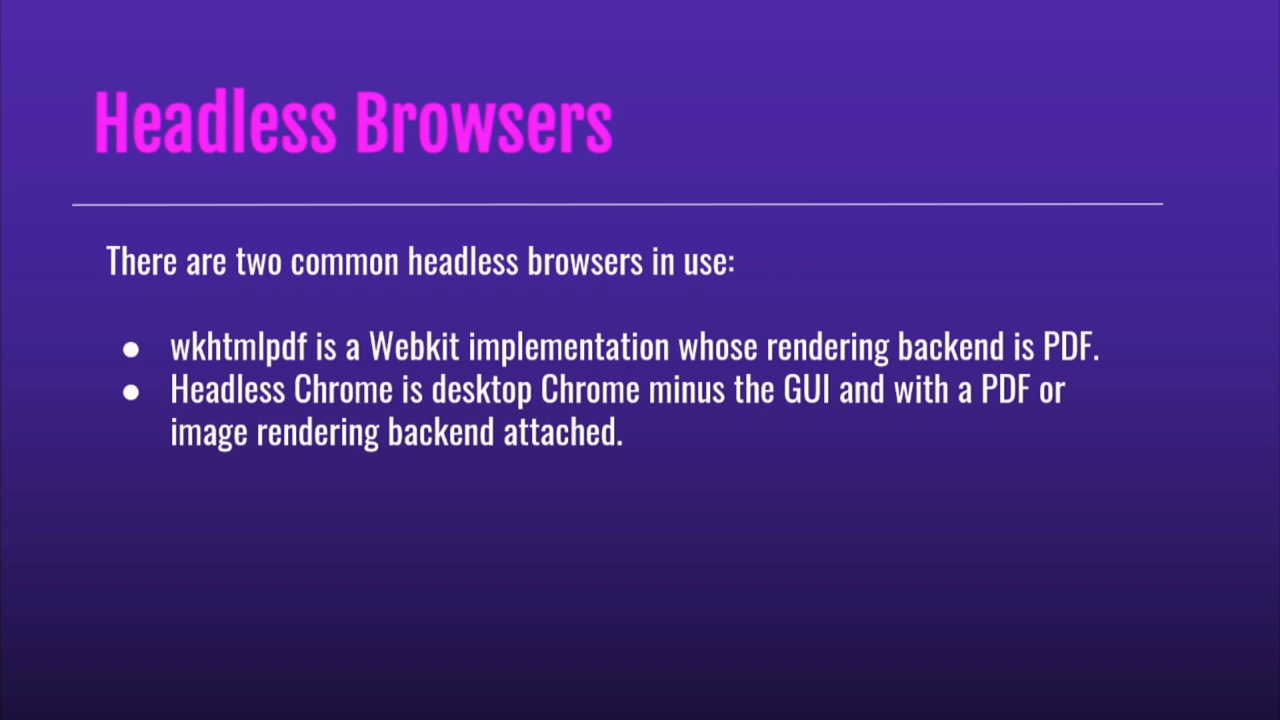 Headless Browsers
There are two common headless browsers in use:
● wkhtmlpdf is a Webkit implementation whose rendering backend is PDF.
● Headless Chrome is desktop Chrome minus the GUI and with a PDF or
image rendering backend attached.